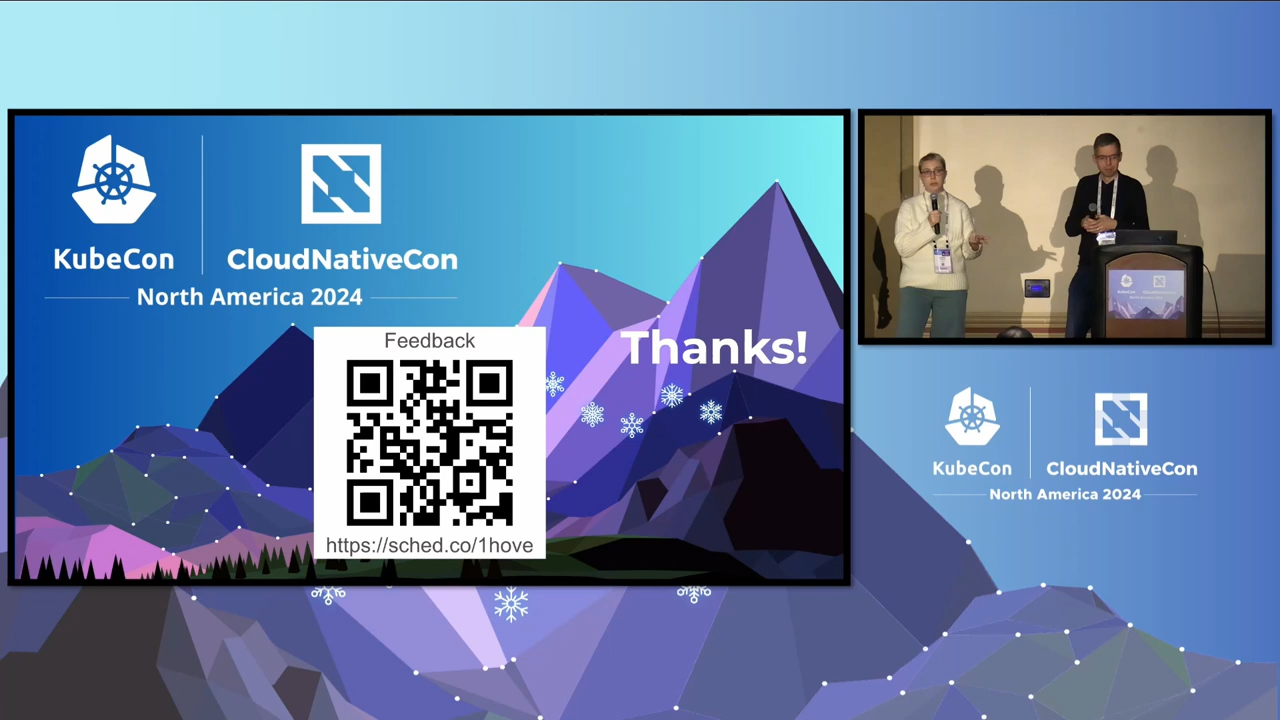 KubeCon
CloudNativeCon
North America 2024
Feedback
https://sched.co/1hove
Thanks!
KubeCon
CloudNativeCon
North America 2024